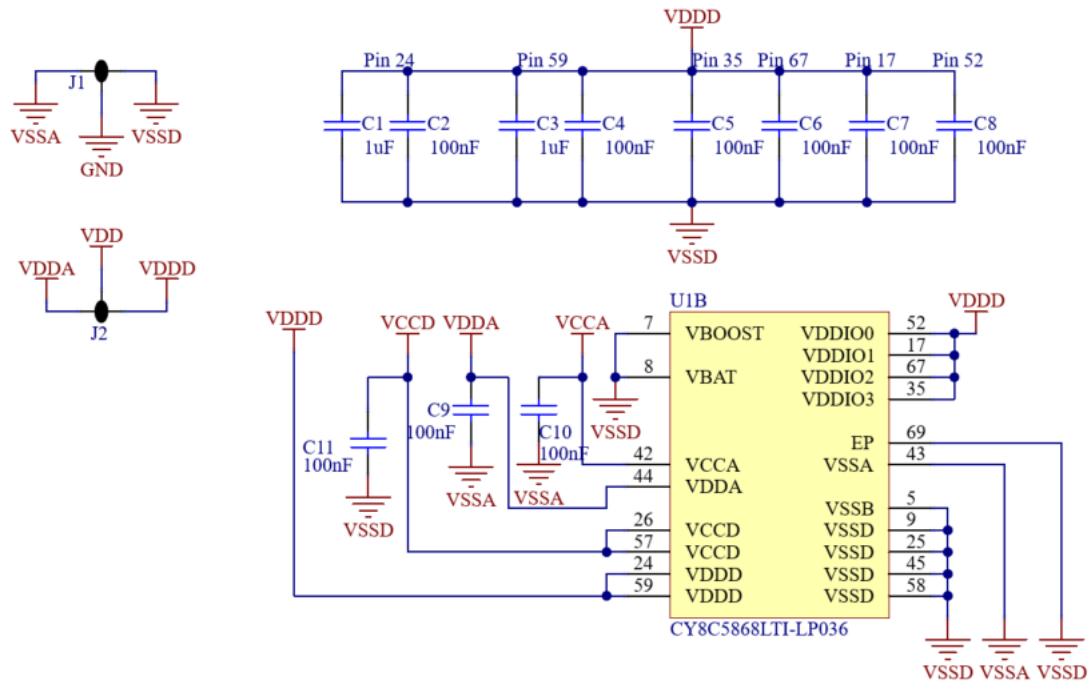 VDDD
Pin 24 Pin 59 Pin 35 Pin 67 Pin 17 Pin 52
J1
VSSA VSSD
GND
C1 C2 C3 C4 C5 C6 C7 C8
1uF 100nF 1uF 100nF 100nF 100nF 100nF 100nF
VSSD
VDD
VDDA VDDD
J2
U1B
VDDD VCCD VDDA VCCA VDDD
7 VBOOST VDDIO0 52
VDDIO1 17
8 VBAT VDDIO2 67
VDDIO3 35
C9 C10 C11
100nF 100nF 100nF
VSSD
VSSA VSSA VSSD
EP 69
42 VCCA VSSA 43
44 VDDA
VSSB 5
26 VCCD VSSD 9
57 VCCD VSSD 25
24 VDDD VSSD 45
59 VDDD VSSD 58
CY8C5868LTI-LP036
VSSD VSSA VSSD